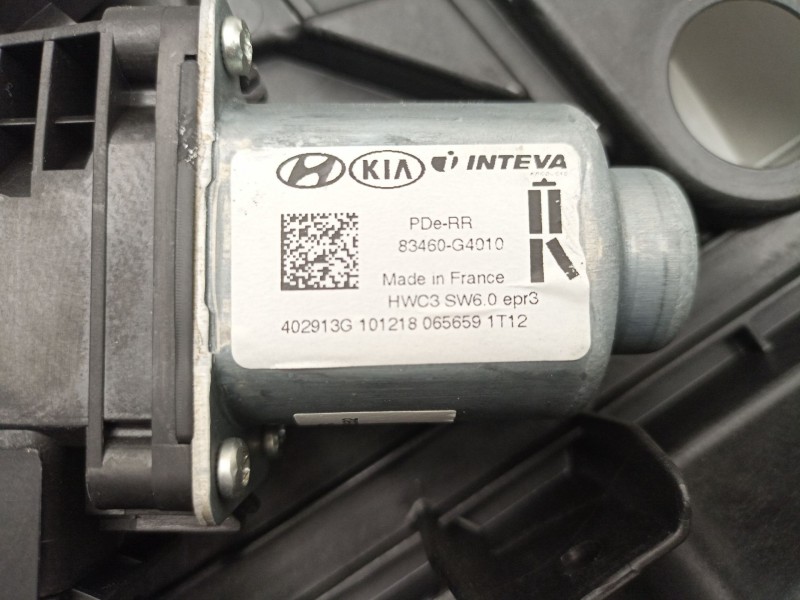 KIA INTEVA
PDe-RR
83460-G4010
Made in France
HWC3 SW6.0 epr3
402913G 101218 065659 1T12